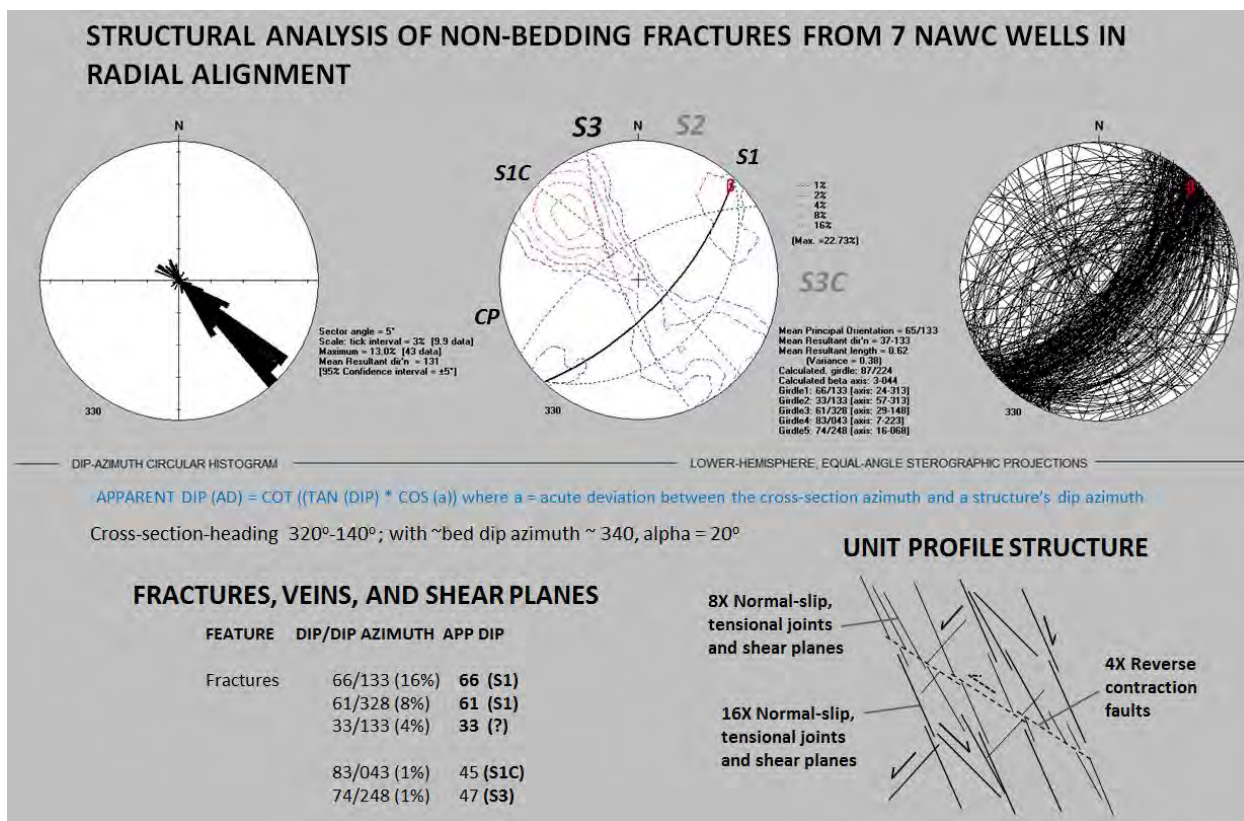 STRUCTURAL ANALYSIS OF NON-BEDDING FRACTURES FROM 7 NAWC WELLS IN
RADIAL ALIGNMENT
N
330
Sector angle = 5°
Scale: tick interval = 3% [9.9 data]
Maximum = 13.0% [43 data]
Mean Resultant dir'n = 131
[95% Confidence interval = ±5°]
S3
N
S2
S1
S1C
β
CP
S3C
1%
2%
4%
8%
16%
(Max. =22.73%)
Mean Principal Orientation = 65/133
Mean Resultant dir'n = 37-133
Mean Resultant length = 0.62
(Variance = 0.38)
Calculated. girdle: 87/224
Calculated beta axis: 3-044
Girdle1: 66/133 [axis: 24-313]
Girdle2: 33/133 [axis: 57-313]
Girdle3: 61/328 [axis: 29-148]
Girdle4: 83/043 [axis: 7-223]
Girdle5: 74/248 [axis: 16-068]
N
β
330
DIP-AZIMUTH CIRCULAR HISTOGRAM
LOWER-HEMISPHERE, EQUAL-ANGLE STEROGRAPHIC PROJECTIONS
APPARENT DIP (AD) = COT ((TAN (DIP) * COS (a)) where a = acute deviation between the cross-section azimuth and a structure's dip azimuth
Cross-section-heading 320°-140°; with ~bed dip azimuth ~ 340, alpha = 20°
FRACTURES, VEINS, AND SHEAR PLANES
FEATURE DIP/DIP AZIMUTH APP DIP
Fractures 66/133 (16%) 66 (S1)
61/328 (8%) 61 (S1)
33/133 (4%) 33 (?)
83/043 (1%) 45 (S1C)
74/248 (1%) 47 (S3)
UNIT PROFILE STRUCTURE
8X Normal-slip,
tensional joints
and shear planes
16X Normal-slip,
tensional joints
and shear planes
4X Reverse
contraction
faults